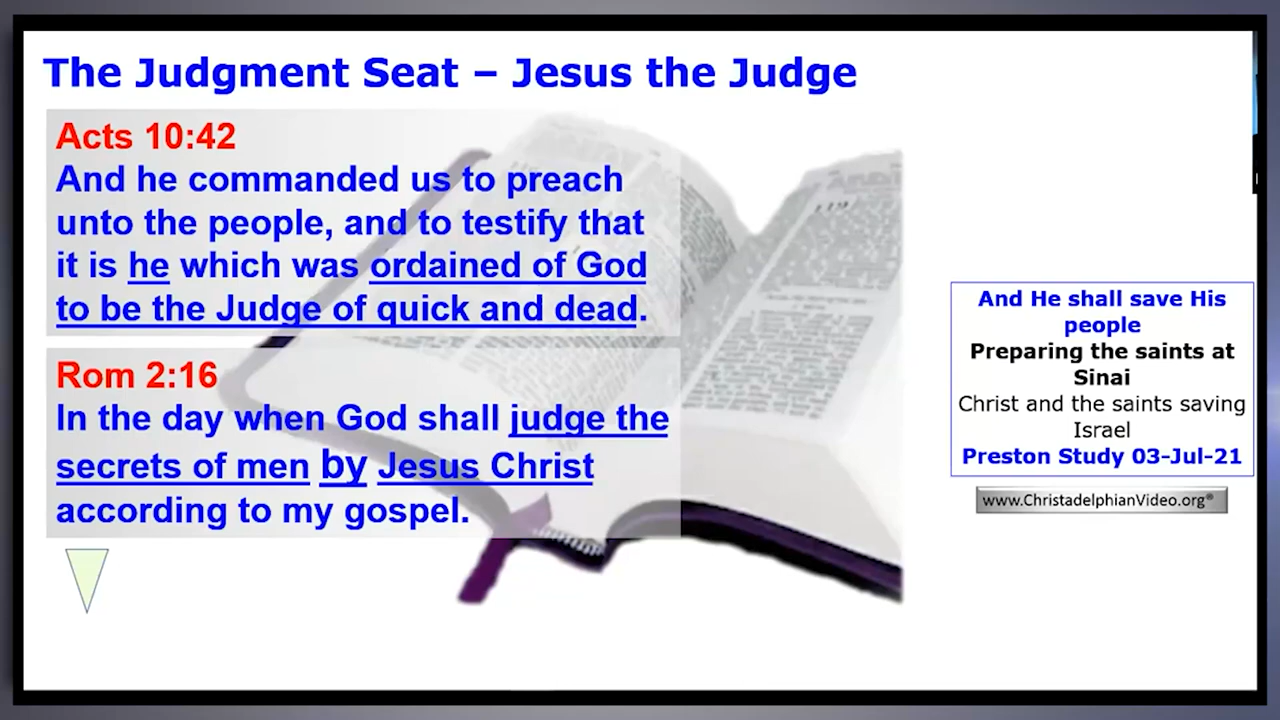 The Judgment Seat – Jesus the Judge
Acts 10:42
And he commanded us to preach
unto the people, and to testify that
it is he which was ordained of God
to be the Judge of quick and dead.
Rom 2:16
In the day when God shall judge the
secrets of men by Jesus Christ
according to my gospel.
And He shall save His
people
Preparing the saints at
Sinai
Christ and the saints saving
Israel
Preston Study 03-Jul-21
www.ChristadelphianVideo.org®